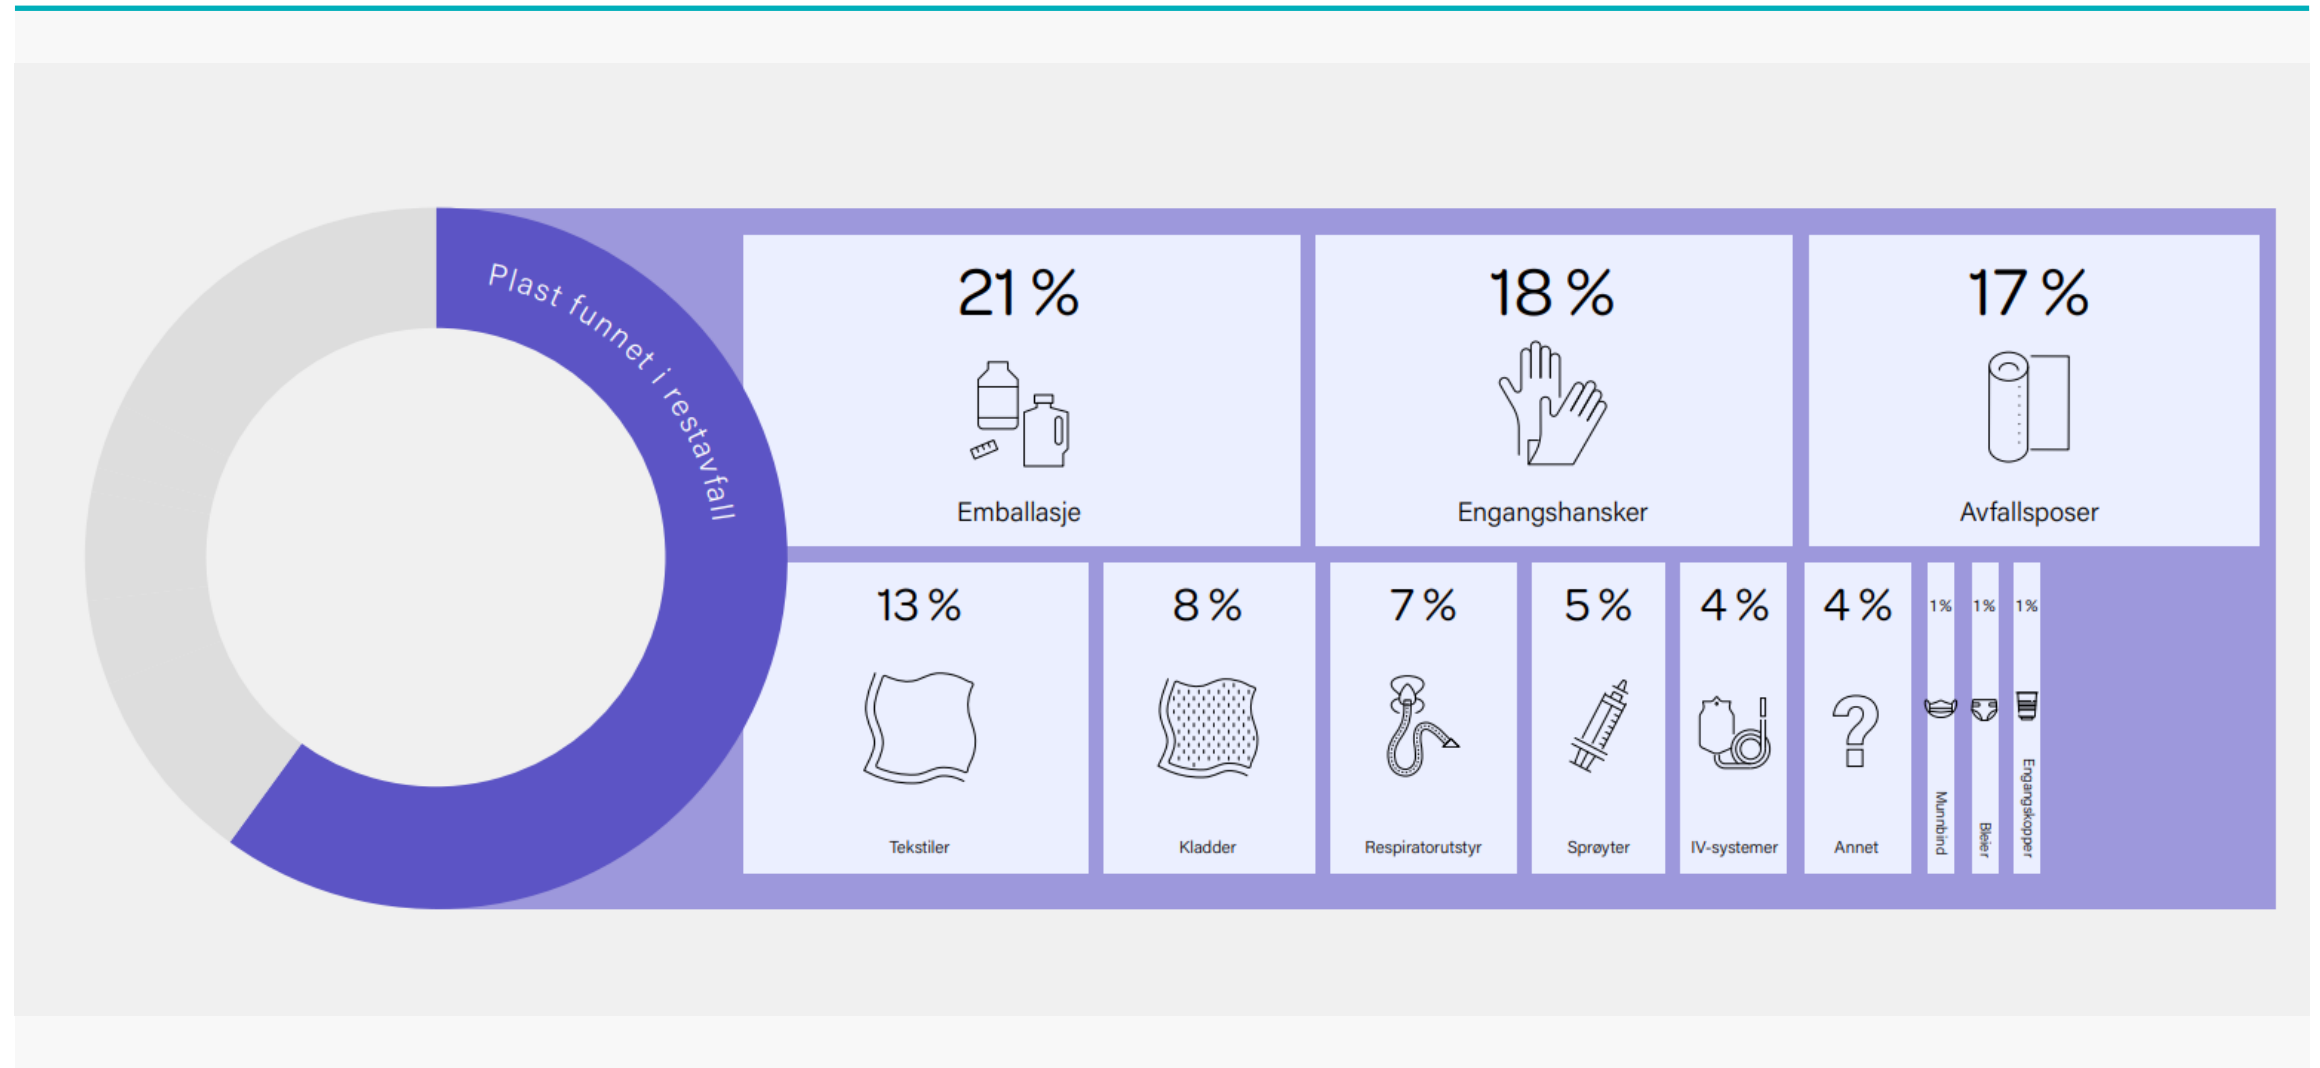 Plast funnet i restavfall
21 %
Emballasje
18 %
Engangshansker
17 %
Avfallsposer
13 %
Tekstiler
8 %
Kladder
7 %
Respiratorutstyr
5 %
Sprøyter
4 %
IV-systemer
4 %
?
Annet
1 %
Munnbind
1 %
Bleier
1 %
Engangskopper